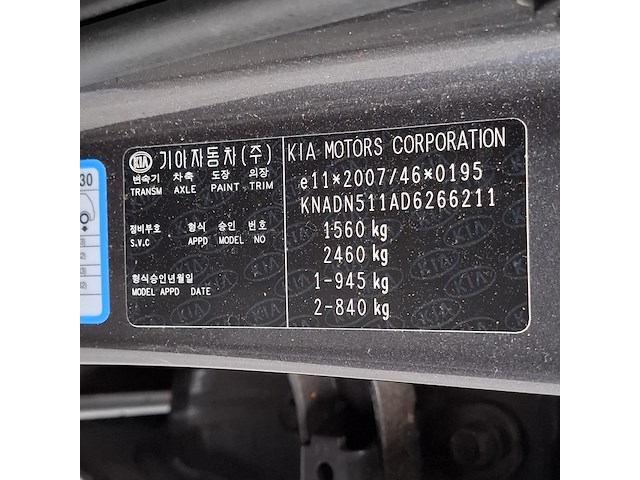 KIA 기아자동차(주)
변속기 차축 도장 의장
TRANSM AXLE PAINT TRIM
정비부호 형식 승인 번호
S.V.C APPD MODEL NO
형식승인년월일
MODEL APPD DATE
KIA MOTORS CORPORATION
e11*2007/46*0195
KNADN511AD6266211
1560 kg
2460 kg
1-945 kg
2-840 kg
30